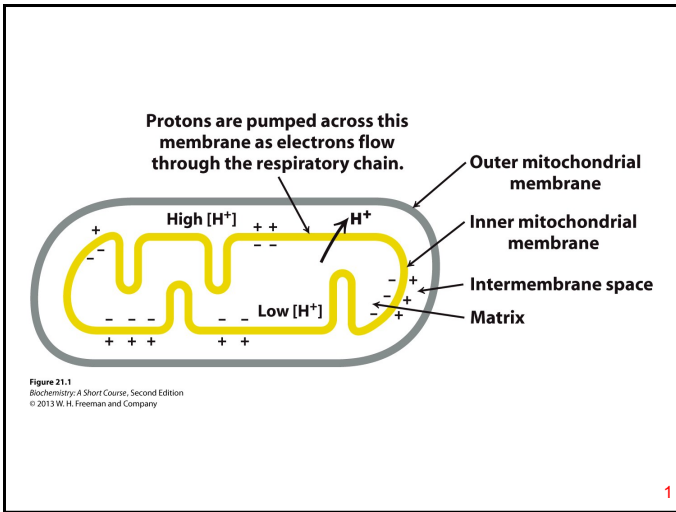 Protons are pumped across this
membrane as electrons flow
through the respiratory chain.
Outer mitochondrial
membrane
High [H⁺]
H⁺
Inner mitochondrial
membrane
Intermembrane space
Low [H⁺]
Matrix
+
– –
+ +
– –
– +
– +
– +
– – –
+ + +
– –
+ +
Figure 21.1
Biochemistry: A Short Course, Second Edition
© 2013 W. H. Freeman and Company
1